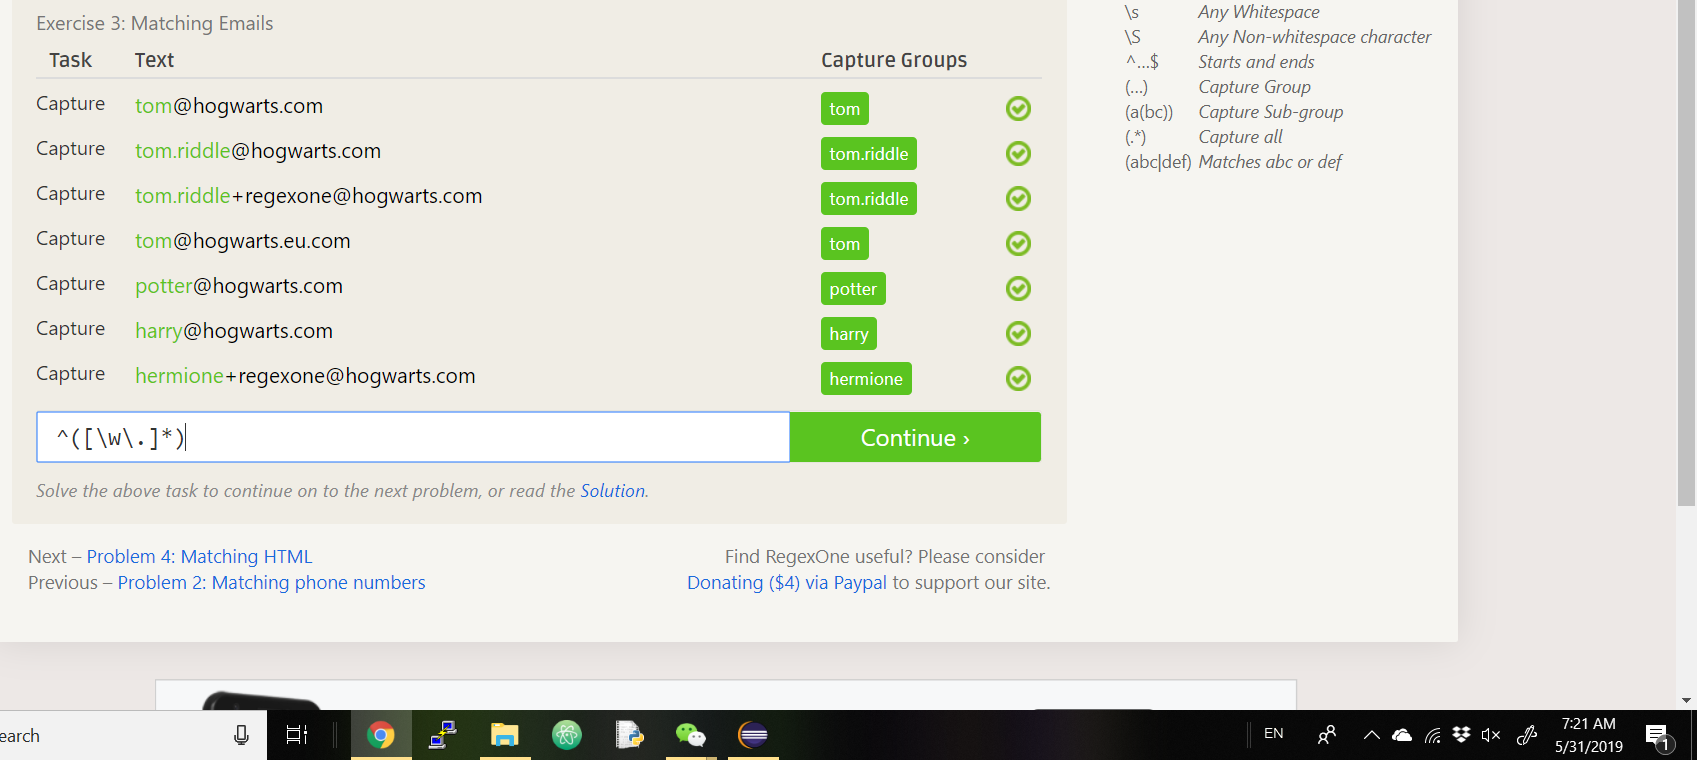 Exercise 3: Matching Emails
Task Text Capture Groups
Capture tom@hogwarts.com tom
Capture tom.riddle@hogwarts.com tom.riddle
Capture tom.riddle+regexone@hogwarts.com tom.riddle
Capture tom@hogwarts.eu.com tom
Capture potter@hogwarts.com potter
Capture harry@hogwarts.com harry
Capture hermione+regexone@hogwarts.com hermione
^([\w\.]*) Continue ›
Solve the above task to continue on to the next problem, or read the Solution.
Next – Problem 4: Matching HTML
Previous – Problem 2: Matching phone numbers
Find RegexOne useful? Please consider
Donating ($4) via Paypal to support our site.
\s Any Whitespace
\S Any Non-whitespace character
^...$ Starts and ends
(...) Capture Group
(a(bc)) Capture Sub-group
(.*) Capture all
(abc|def) Matches abc or def
earch
EN
7:21 AM
5/31/2019
1